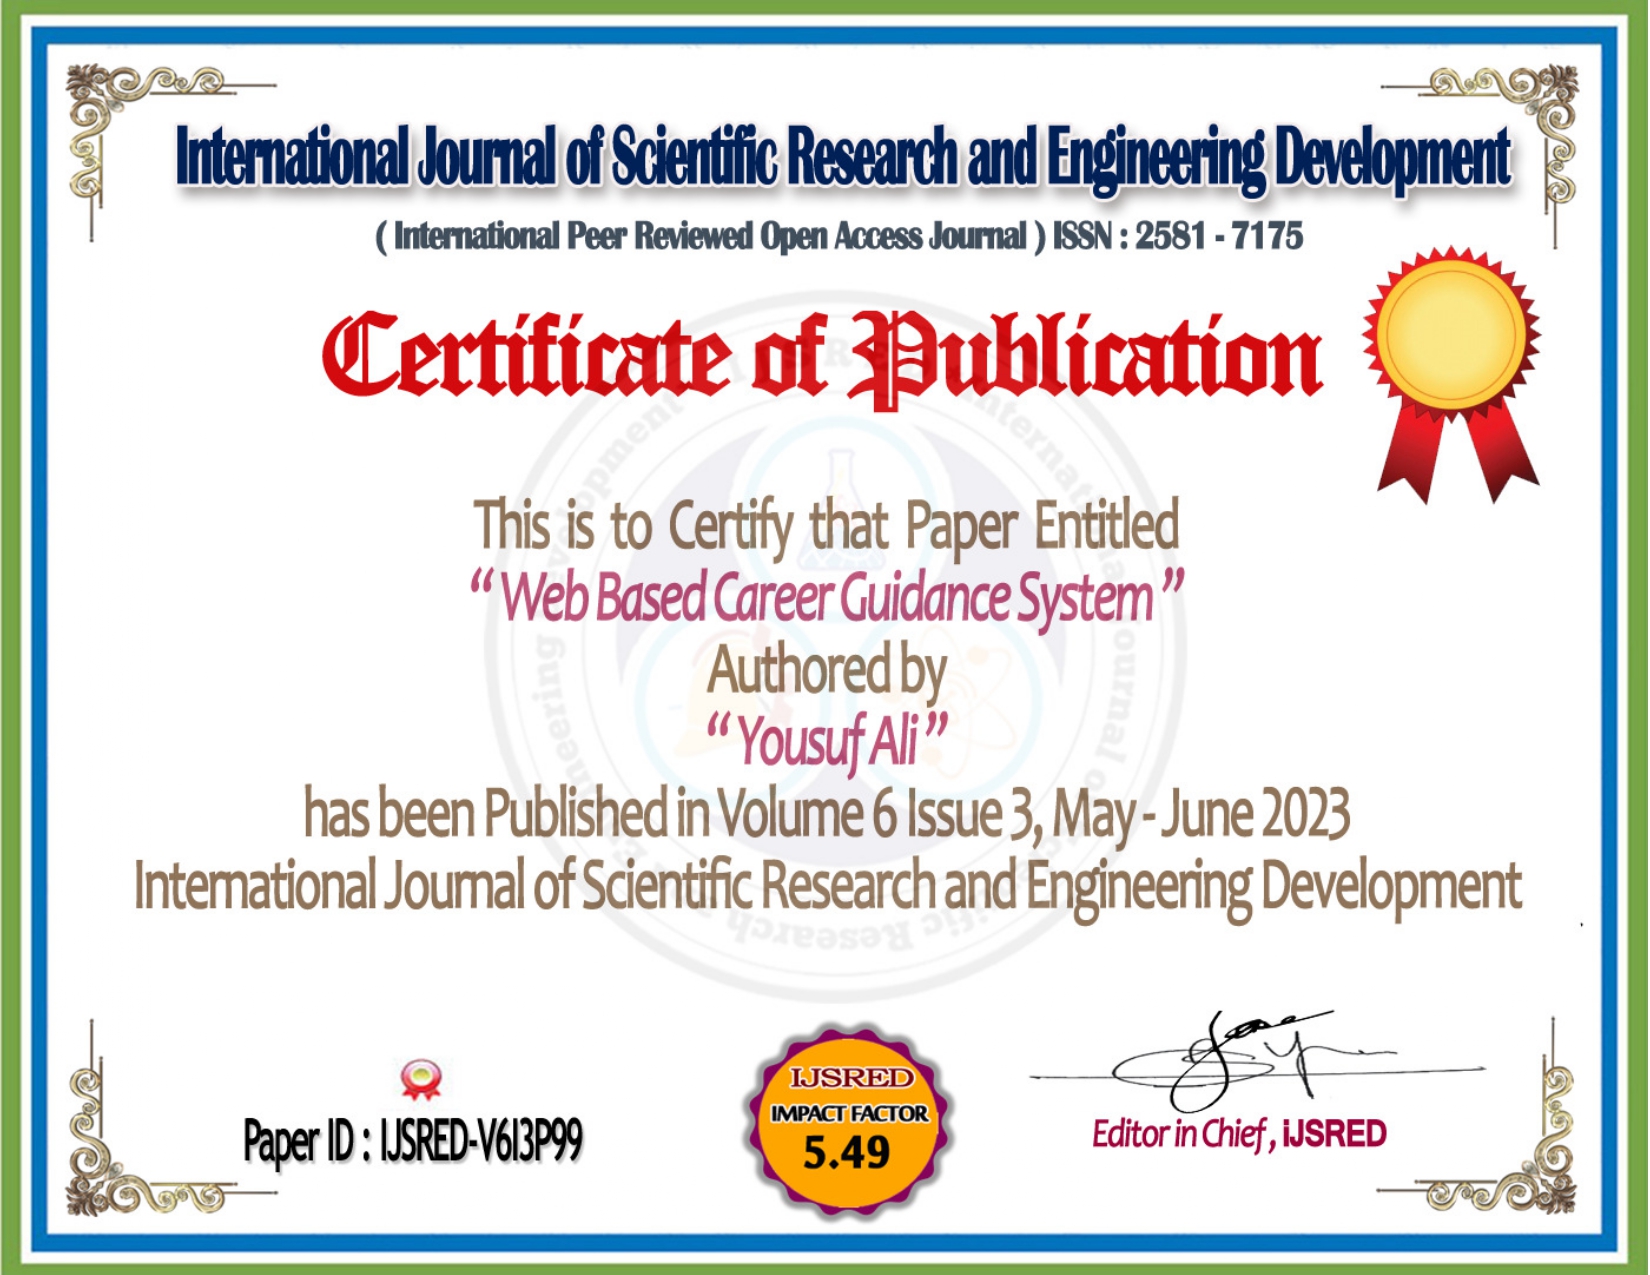 International Journal of Scientific Research and Engineering Development
( International Peer Reviewed Open Access Journal ) ISSN : 2581 - 7175
Certificate of Publication
This is to Certify that Paper Entitled
“ Web Based Career Guidance System ”
Authored by
“ Yousuf Ali ”
has been Published in Volume 6 Issue 3, May - June 2023
International Journal of Scientific Research and Engineering Development
Paper ID : IJSRED-V6I3P99
IJSRED
IMPACT FACTOR
5.49
Editor in Chief , iJSRED